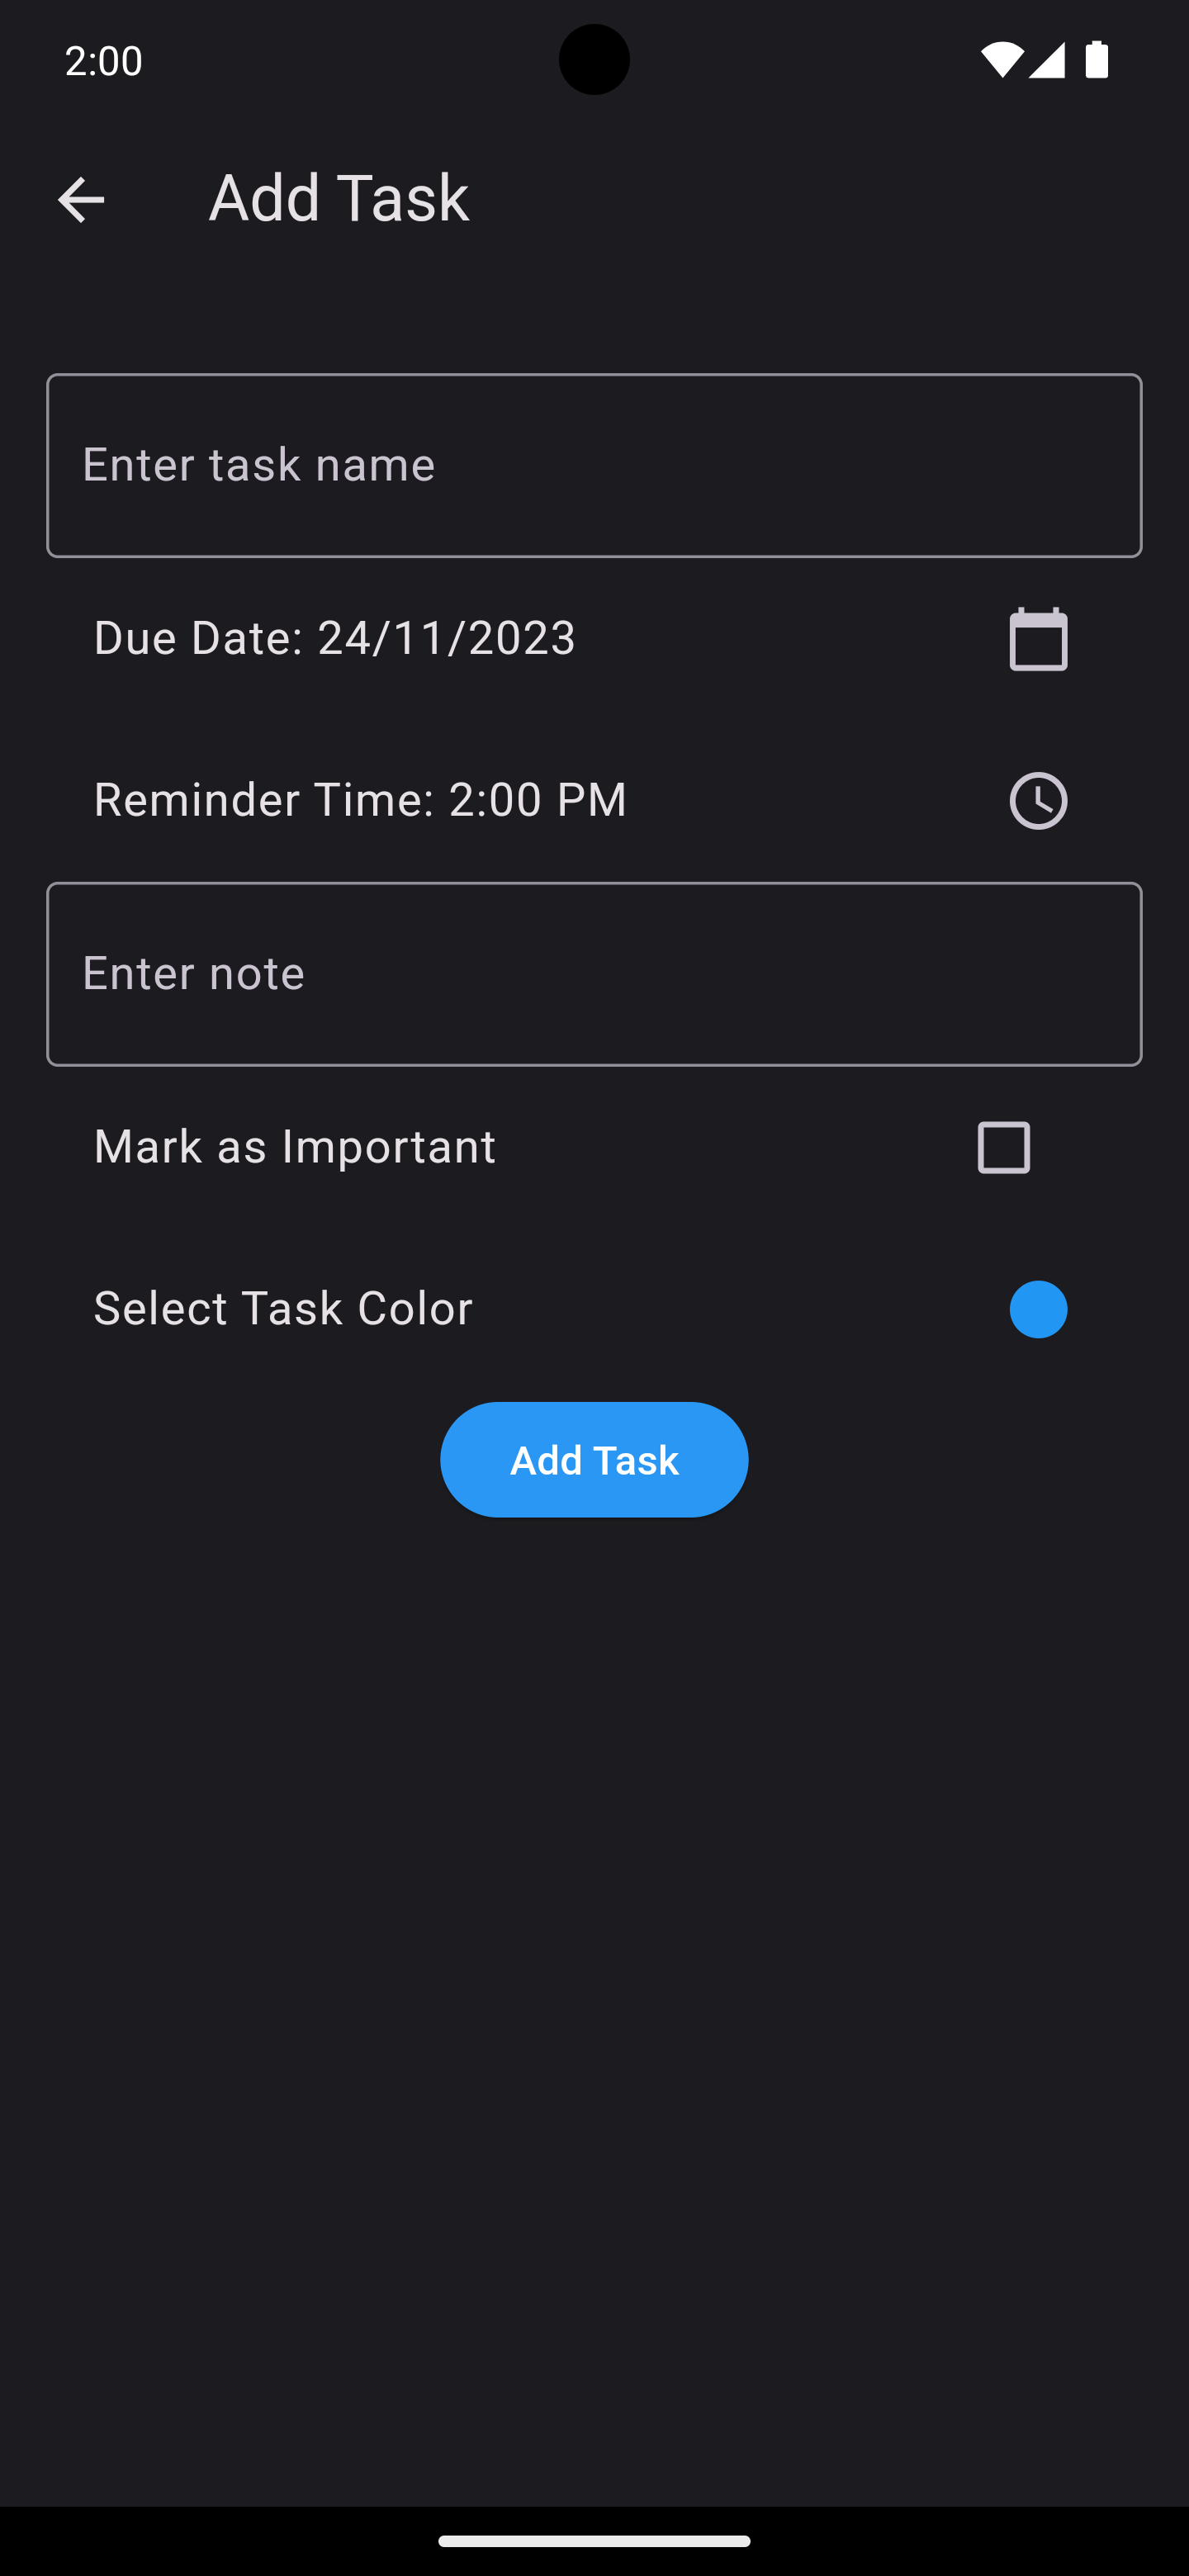 2:00
Add Task
Enter task name
Due Date: 24/11/2023
Reminder Time: 2:00 PM
Enter note
Mark as Important
Select Task Color
Add Task